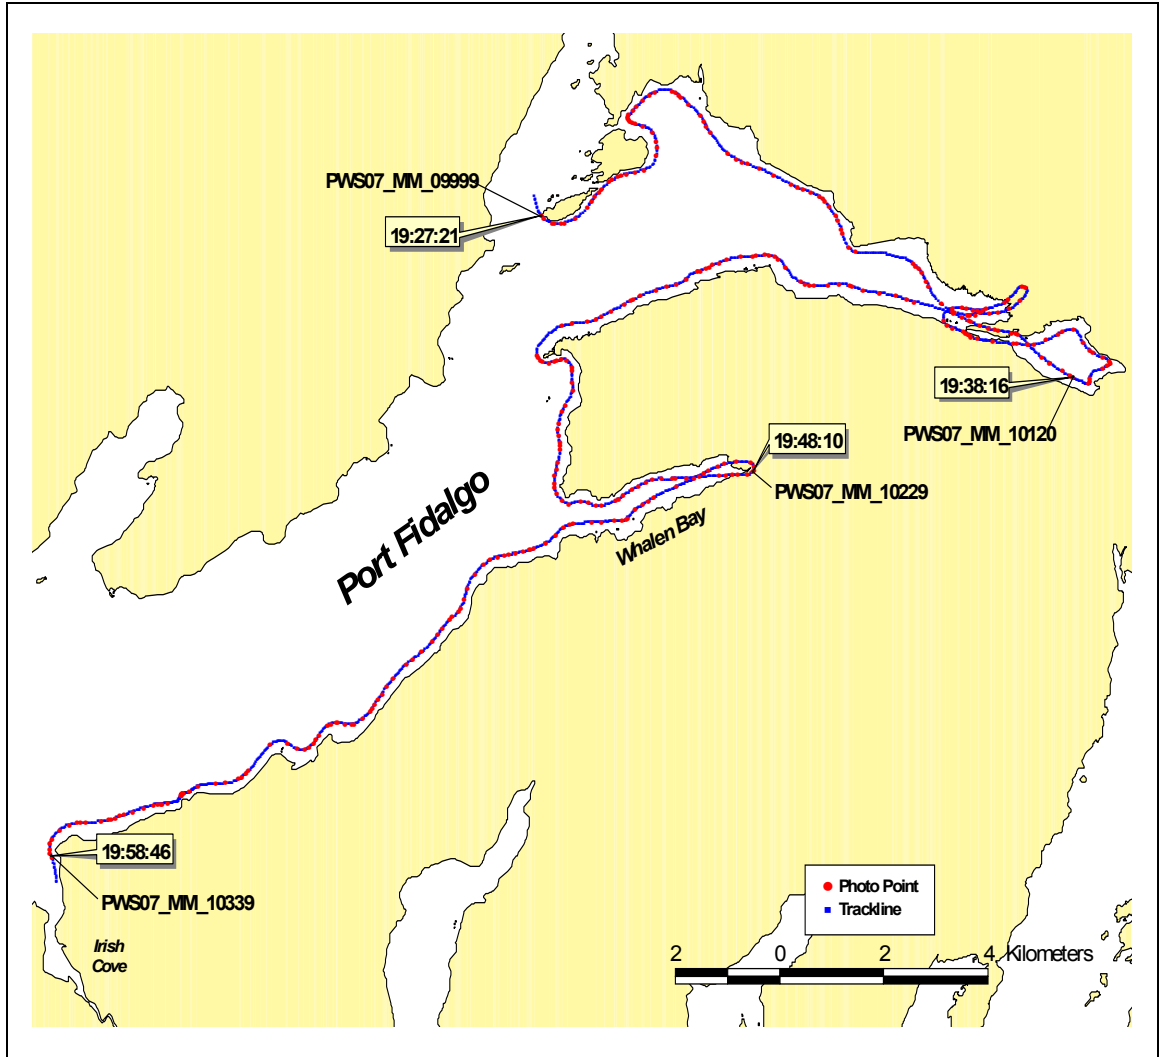 PWS07_MM_09999
19:27:21
19:38:16
PWS07_MM_10120
19:48:10
PWS07_MM_10229
Port Fidalgo
Whalen Bay
19:58:46
PWS07_MM_10339
Irish
Cove
Photo Point
Trackline
2 0 2 4 Kilometers